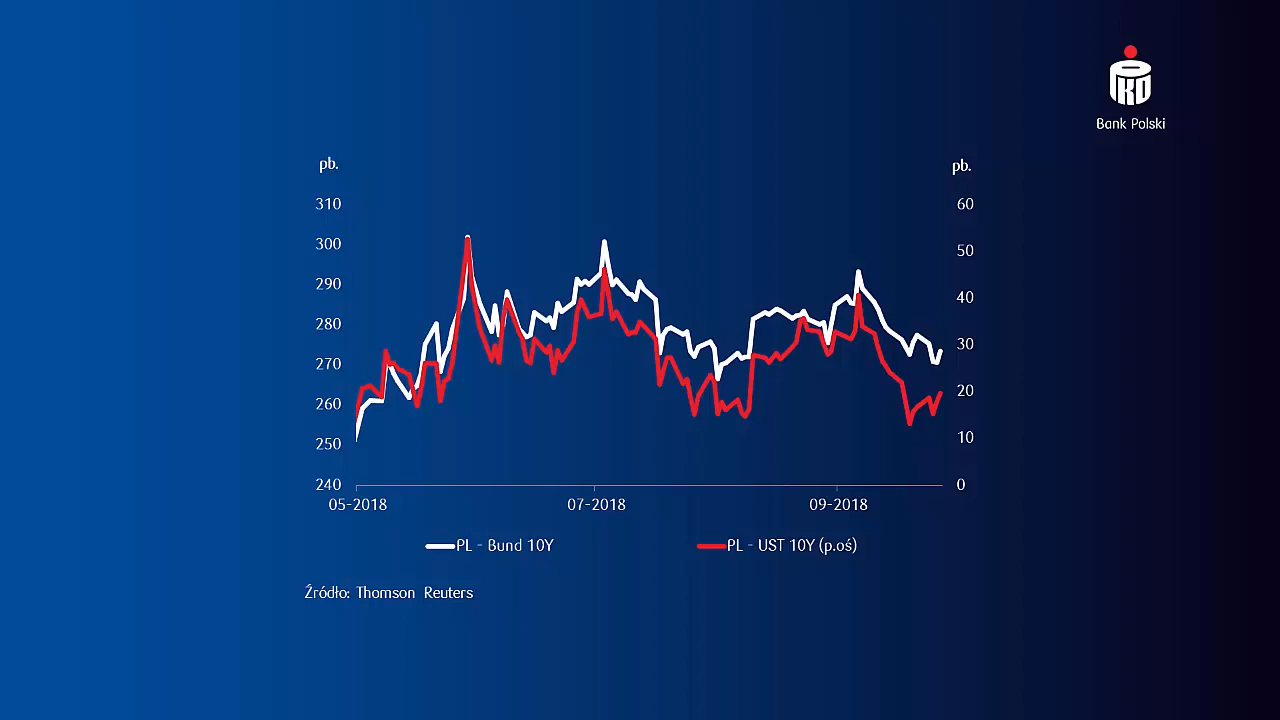 PKO
Bank Polski
pb.
pb.
310
60
300
50
290
40
280
30
270
20
260
10
250
240
0
05-2018
07-2018
09-2018
PL - Bund 10Y
PL - UST 10Y (p.oś)
Źródło: Thomson Reuters